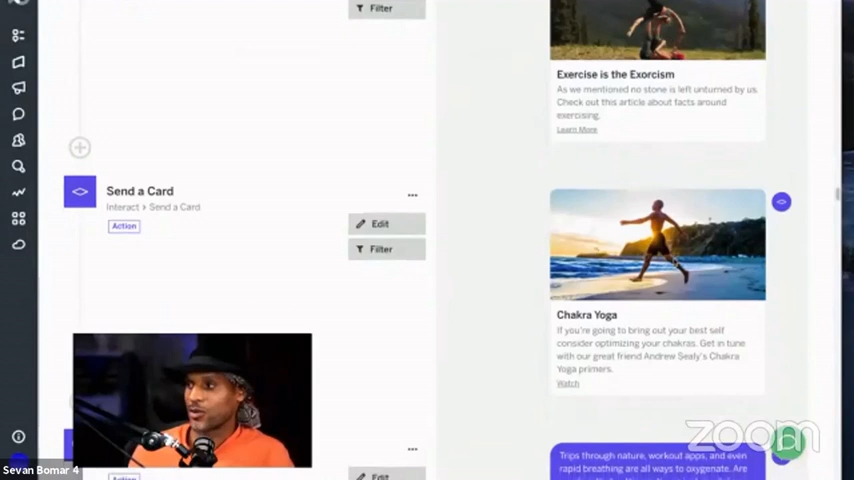 Filter
Exercise is the Exorcism
As we mentioned no stone is left unturned by us.
Check out this article about facts around
exercising.
Learn More
Send a Card
Interact › Send a Card
Action
Edit
Filter
Chakra Yoga
If you're going to bring out your best self
consider optimizing your chakras. Get in tune
with our great friend Andrew Sealy's Chakra
Yoga primers.
Watch
zoom
Trips through nature, workout apps, and even
rapid breathing are all ways to oxygenate. Are
Sevan Bomar 4
Action
Edit